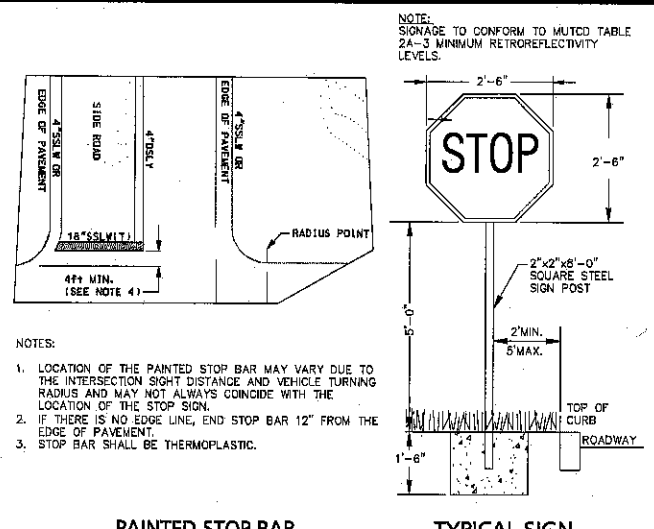 NOTE:
SIGNAGE TO CONFORM TO MUTCD TABLE
2A-3 MINIMUM RETROREFLECTIVITY
LEVELS.
2'-6"
STOP
2'-6"
EDGE OF PAVEMENT
4"SSLW OR
SIDE ROAD
4"DSLY
EDGE OF PAVEMENT
4"SSLW OR
18"SSLW(T)
RADIUS POINT
4ft MIN.
(SEE NOTE 4)
2"x2"x8'-0"
SQUARE STEEL
SIGN POST
5'-0"
2'MIN.
5'MAX.
TOP OF
CURB
ROADWAY
1'-6"
NOTES:
1. LOCATION OF THE PAINTED STOP BAR MAY VARY DUE TO
THE INTERSECTION SIGHT DISTANCE AND VEHICLE TURNING
RADIUS AND MAY NOT ALWAYS COINCIDE WITH THE
LOCATION OF THE STOP SIGN.
2. IF THERE IS NO EDGE LINE, END STOP BAR 12" FROM THE
EDGE OF PAVEMENT.
3. STOP BAR SHALL BE THERMOPLASTIC.
PAINTED STOP BAR
TYPICAL SIGN